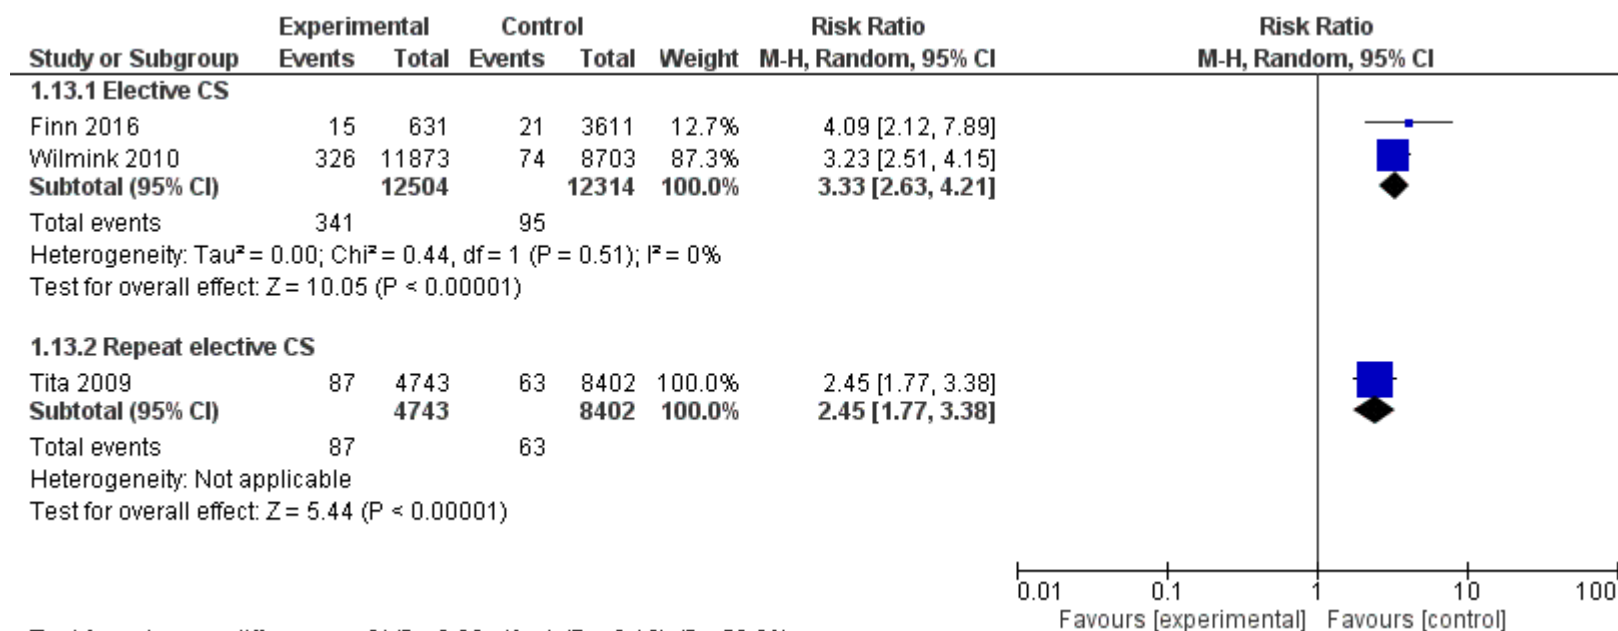 Experimental Control Risk Ratio Risk Ratio
Study or Subgroup Events Total Events Total Weight M-H, Random, 95% CI M-H, Random, 95% CI
1.13.1 Elective CS
Finn 2016 15 631 21 3611 12.7% 4.09 [2.12, 7.89]
Wilmink 2010 326 11873 74 8703 87.3% 3.23 [2.51, 4.15]
Subtotal (95% CI) 12504 12314 100.0% 3.33 [2.63, 4.21]
Total events 341 95
Heterogeneity: Tau² = 0.00; Chi² = 0.44, df = 1 (P = 0.51); I² = 0%
Test for overall effect: Z = 10.05 (P < 0.00001)
1.13.2 Repeat elective CS
Tita 2009 87 4743 63 8402 100.0% 2.45 [1.77, 3.38]
Subtotal (95% CI) 4743 8402 100.0% 2.45 [1.77, 3.38]
Total events 87 63
Heterogeneity: Not applicable
Test for overall effect: Z = 5.44 (P < 0.00001)
0.01 0.1 1 10 100
Favours [experimental] Favours [control]